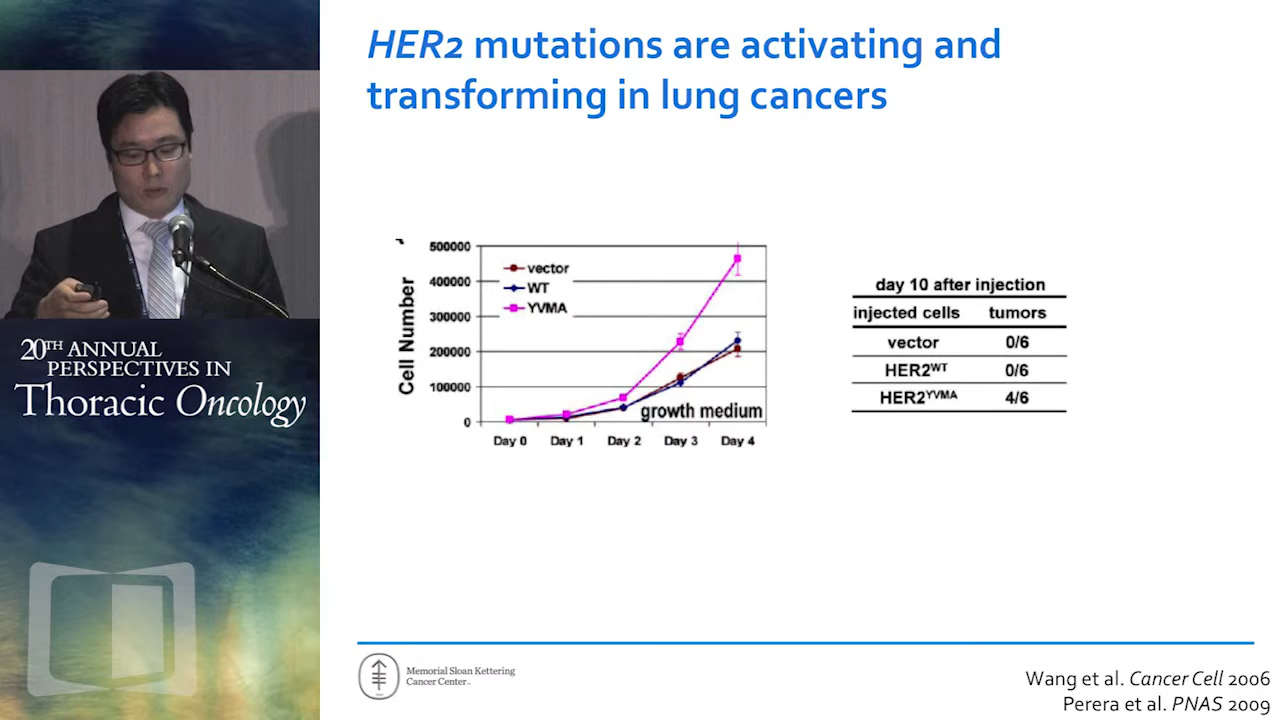 HER2 mutations are activating and
transforming in lung cancers
20TH ANNUAL
PERSPECTIVES IN
Thoracic Oncology
Cell Number
500000
400000
300000
200000
100000
0
vector
WT
YVMA
growth medium
Day 0 Day 1 Day 2 Day 3 Day 4
day 10 after injection
injected cells tumors
vector 0/6
HER2WT 0/6
HER2YVMA 4/6
Memorial Sloan Kettering
Cancer Center
Wang et al. Cancer Cell 2006
Perera et al. PNAS 2009